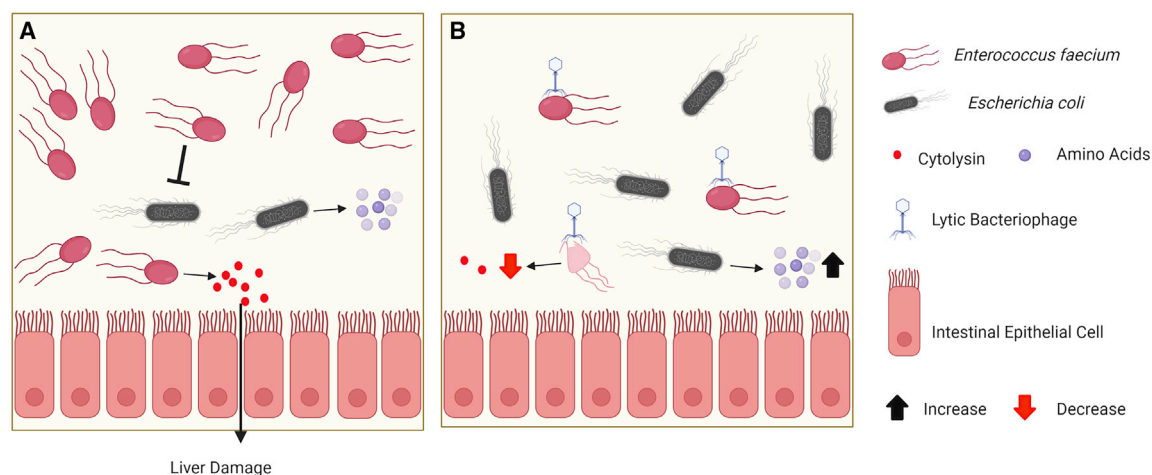 A
B
Enterococcus faecium
Escherichia coli
Cytolysin
Amino Acids
Lytic Bacteriophage
Intestinal Epithelial Cell
Increase
Decrease
Liver Damage